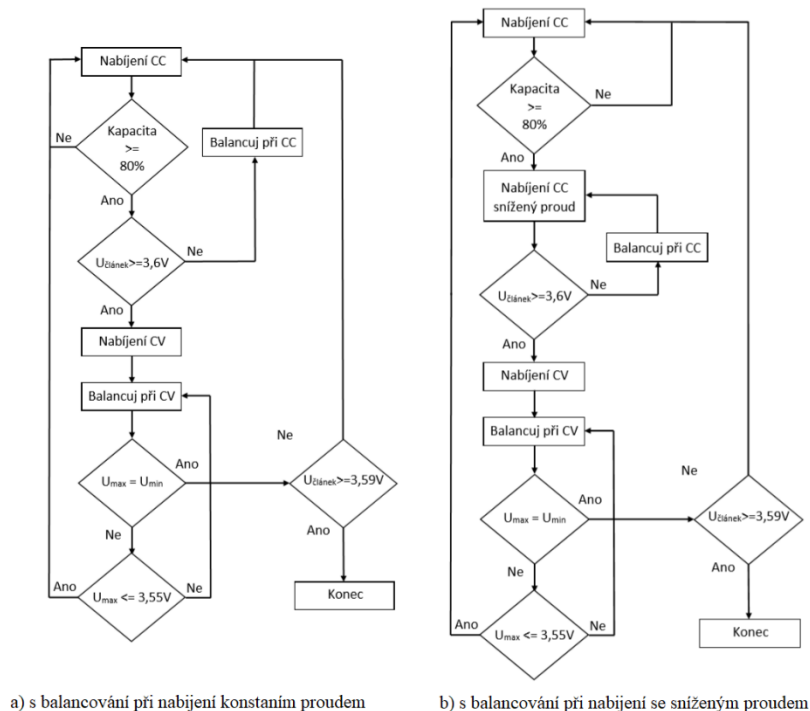 Nabíjení CC
Kapacita
>=
80%
Ne
Balancuj při CC
Ano
Učlánek>=3,6V
Ne
Ano
Nabíjení CV
Balancuj při CV
Ne
Umax = Umin
Ano
Učlánek>=3,59V
Ne
Ano
Umax <= 3,55V
Ano
Ne
Konec
a) s balancování při nabijení konstaním proudem
Nabíjení CC
Kapacita
>=
80%
Ne
Ano
Nabíjení CC
snížený proud
Balancuj při CC
Učlánek>=3,6V
Ne
Ano
Nabíjení CV
Balancuj při CV
Ne
Umax = Umin
Ano
Učlánek>=3,59V
Ne
Ano
Umax <= 3,55V
Ano
Ne
Konec
b) s balancování při nabijení se sníženým proudem